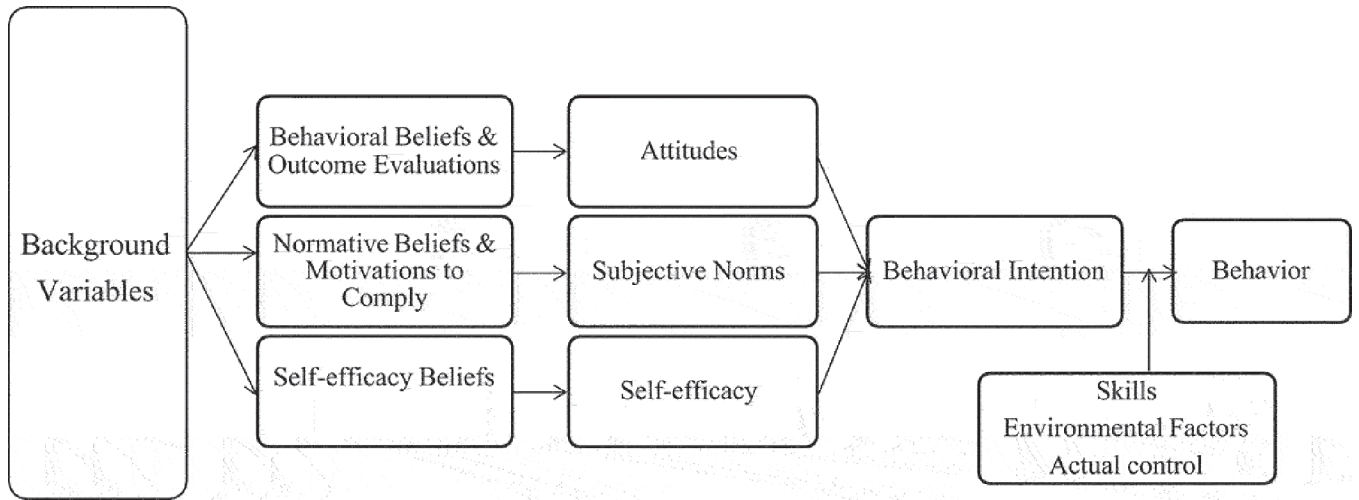 Background
Variables
Behavioral Beliefs &
Outcome Evaluations
Normative Beliefs &
Motivations to
Comply
Self-efficacy Beliefs
Attitudes
Subjective Norms
Self-efficacy
Behavioral Intention
Behavior
Skills
Environmental Factors
Actual control